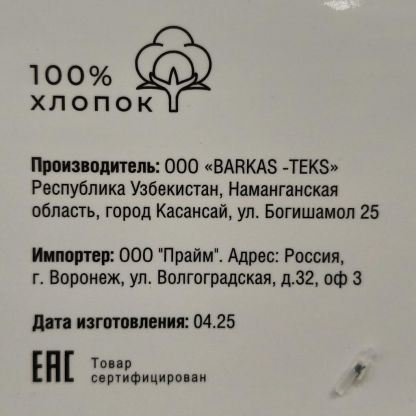 100%
ХЛОПОК
Производитель: ООО «BARKAS -TEKS»
Республика Узбекистан, Наманганская
область, город Касансай, ул. Богишамол 25
Импортер: ООО "Прайм". Адрес: Россия,
г. Воронеж, ул. Волгоградская, д.32, оф 3
Дата изготовления: 04.25
EAC Товар
сертифицирован